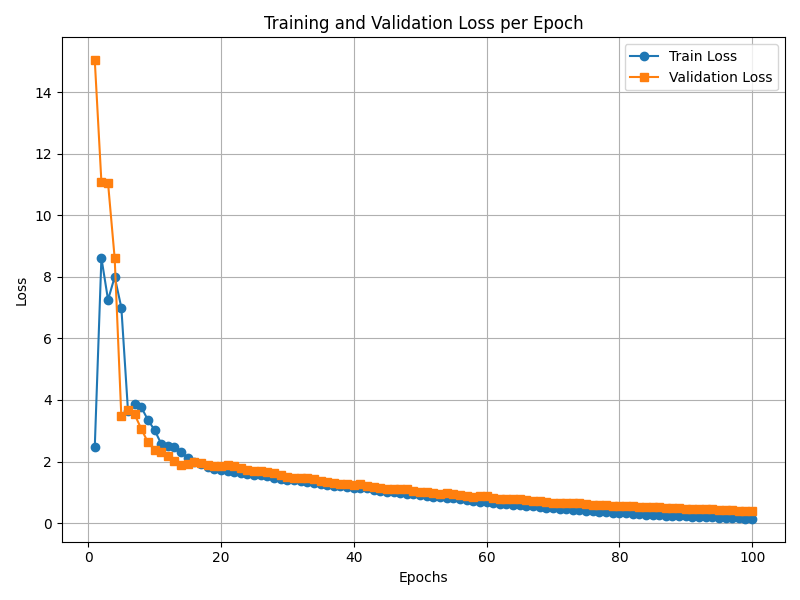 Training and Validation Loss per Epoch
Train Loss
Validation Loss
Loss
14
12
10
8
6
4
2
0
0 20 40 60 80 100
Epochs